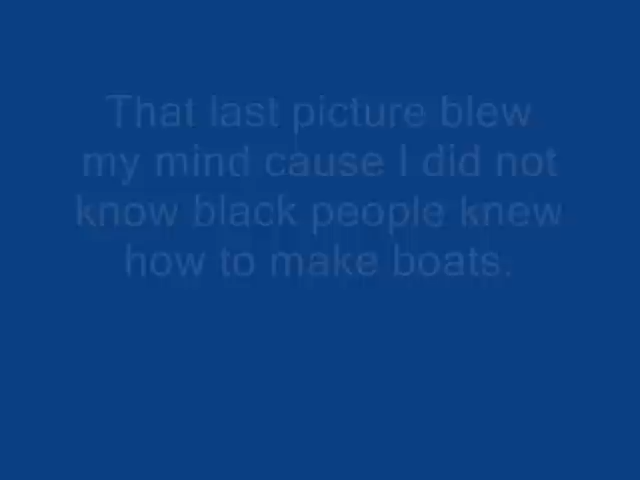 That last picture blew
my mind cause I did not
know black people knew
how to make boats.